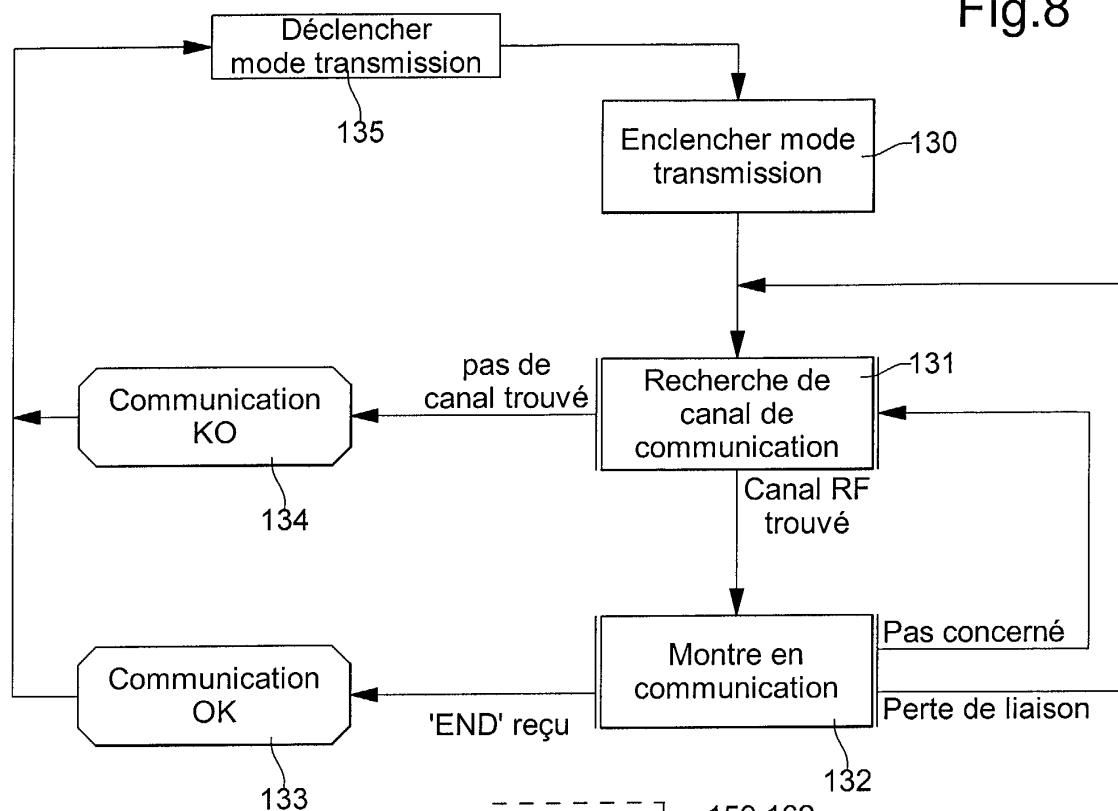 Fig.8
Déclencher
mode transmission
135
Enclencher mode
transmission
130
pas de
canal trouvé
Recherche de
canal de
communication
131
Communication
KO
134
Canal RF
trouvé
Montre en
communication
132
Pas concerné
Perte de liaison
'END' reçu
Communication
OK
133